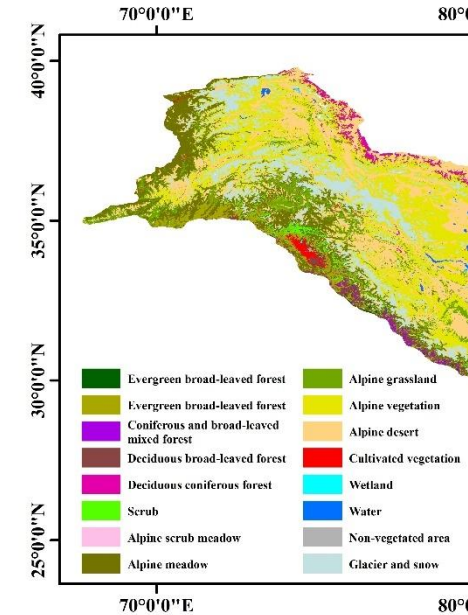 70°0'0"E
80°
40°0'0"N
35°0'0"N
30°0'0"N
25°0'0"N
Evergreen broad-leaved forest
Evergreen broad-leaved forest
Coniferous and broad-leaved
mixed forest
Deciduous broad-leaved forest
Deciduous coniferous forest
Scrub
Alpine scrub meadow
Alpine meadow
Alpine grassland
Alpine vegetation
Alpine desert
Cultivated vegetation
Wetland
Water
Non-vegetated area
Glacier and snow
70°0'0"E
80°